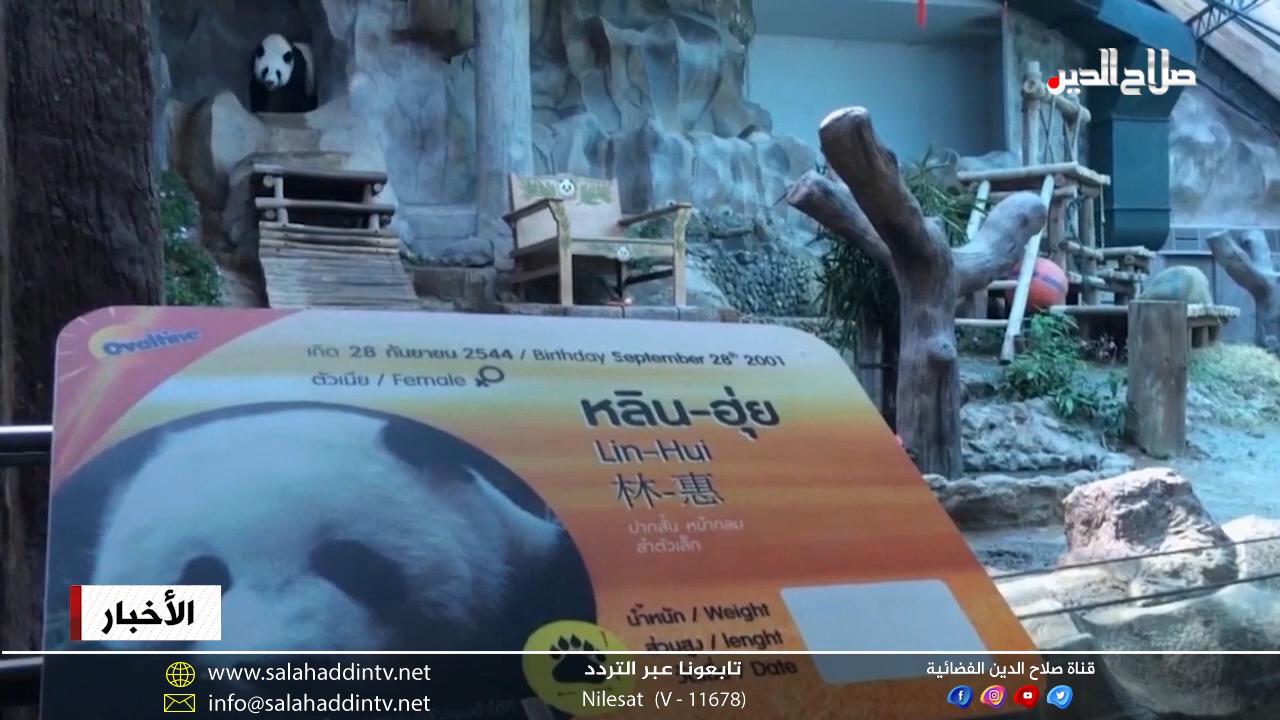 صلاح الدين
Ovaltine
เกิด 28 กันยายน 2544 / Birthday September 28th 2001
ตัวเมีย / Female ♀
หลิน-ฮุ่ย
Lin-Hui
林-惠
ปากสั้น หน้ากลม
ลำตัวเล็ก
น้ำหนัก / Weight
ส่วนสูง / lenght
/ Date
الأخبار
www.salahaddintv.net
info@salahaddintv.net
تابعونا عبر التردد
Nilesat (V - 11678)
قناة صلاح الدين الفضائية